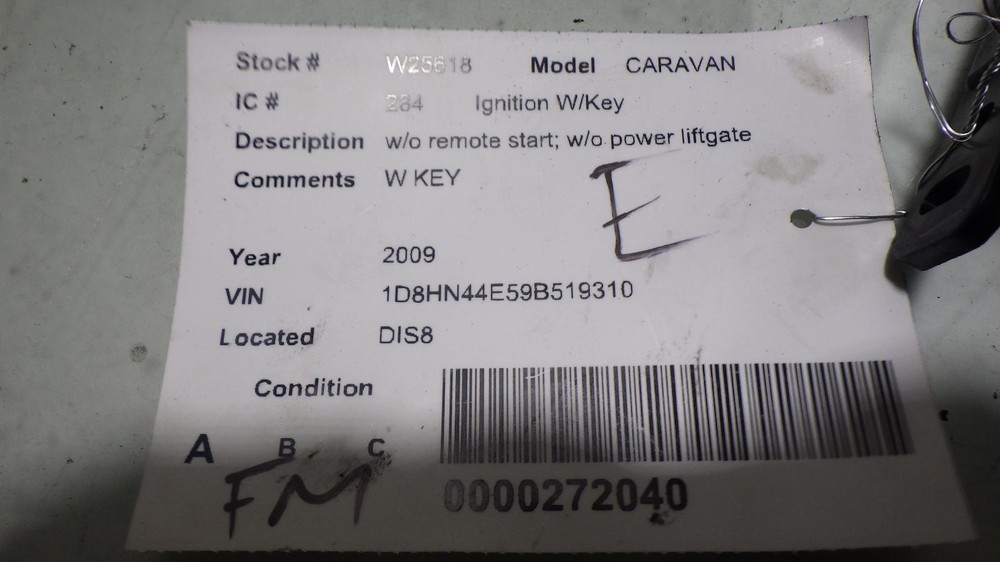 Stock # W25618 Model CARAVAN
IC # 284 Ignition W/Key
Description w/o remote start; w/o power liftgate
Comments W KEY
E
Year 2009
VIN 1D8HN44E59B519310
Located DIS8
Condition
A B C
FM
0000272040